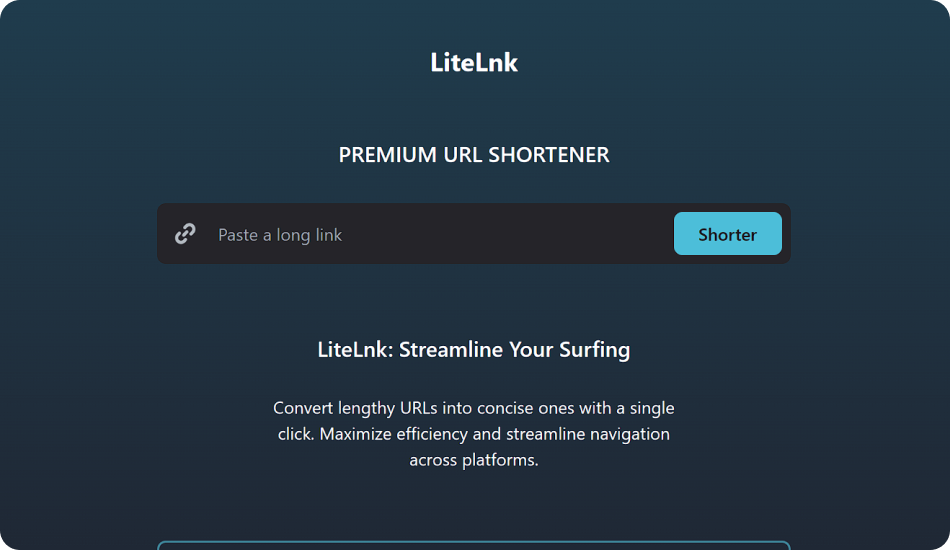 LiteLnk
PREMIUM URL SHORTENER
Paste a long link
Shorter
LiteLnk: Streamline Your Surfing
Convert lengthy URLs into concise ones with a single
click. Maximize efficiency and streamline navigation
across platforms.